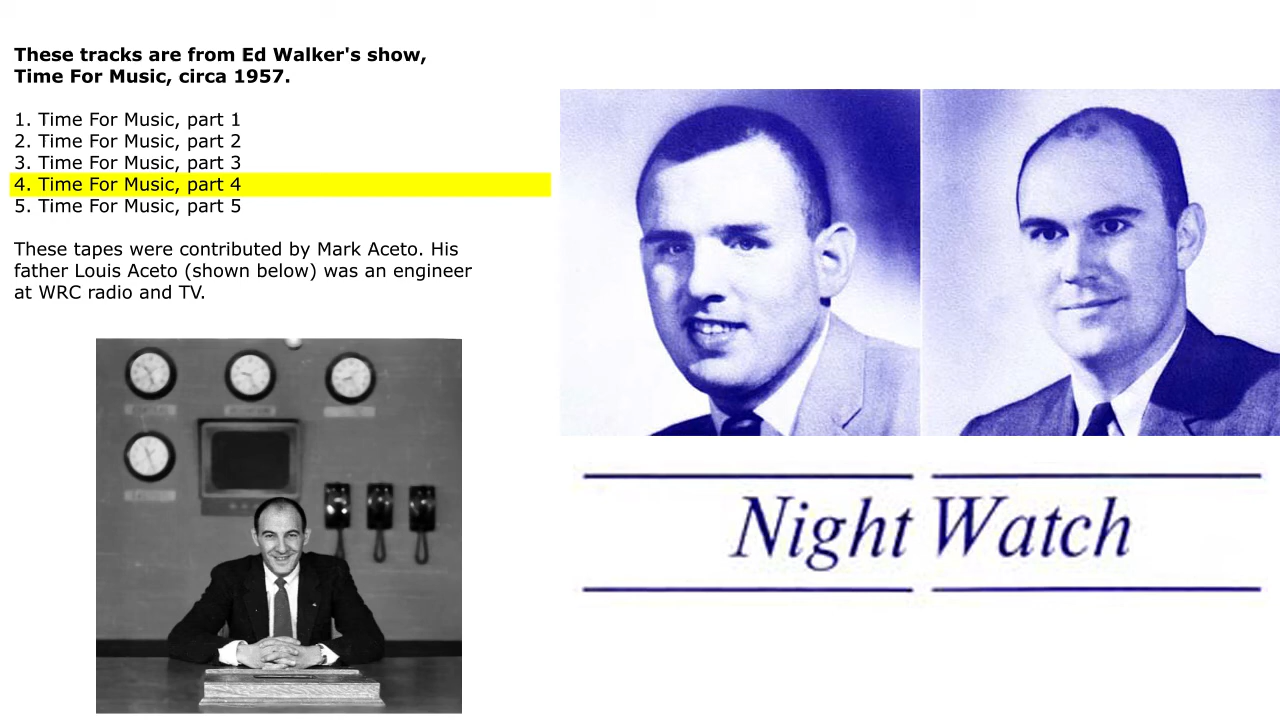 These tracks are from Ed Walker's show,
Time For Music, circa 1957.
1. Time For Music, part 1
2. Time For Music, part 2
3. Time For Music, part 3
4. Time For Music, part 4
5. Time For Music, part 5
These tapes were contributed by Mark Aceto. His
father Louis Aceto (shown below) was an engineer
at WRC radio and TV.
Night Watch